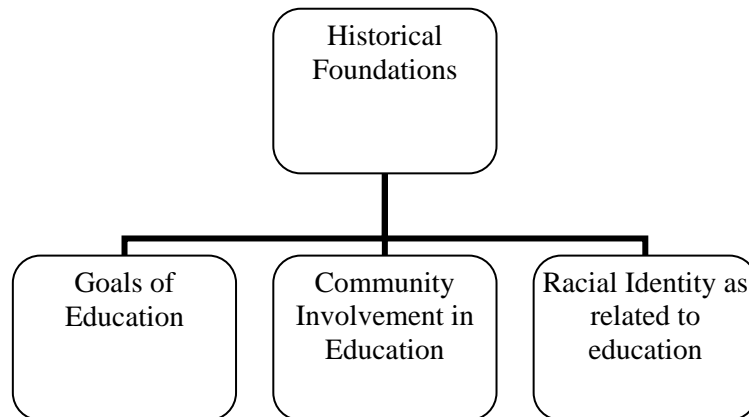 Historical
Foundations
Goals of
Education
Community
Involvement in
Education
Racial Identity as
related to
education